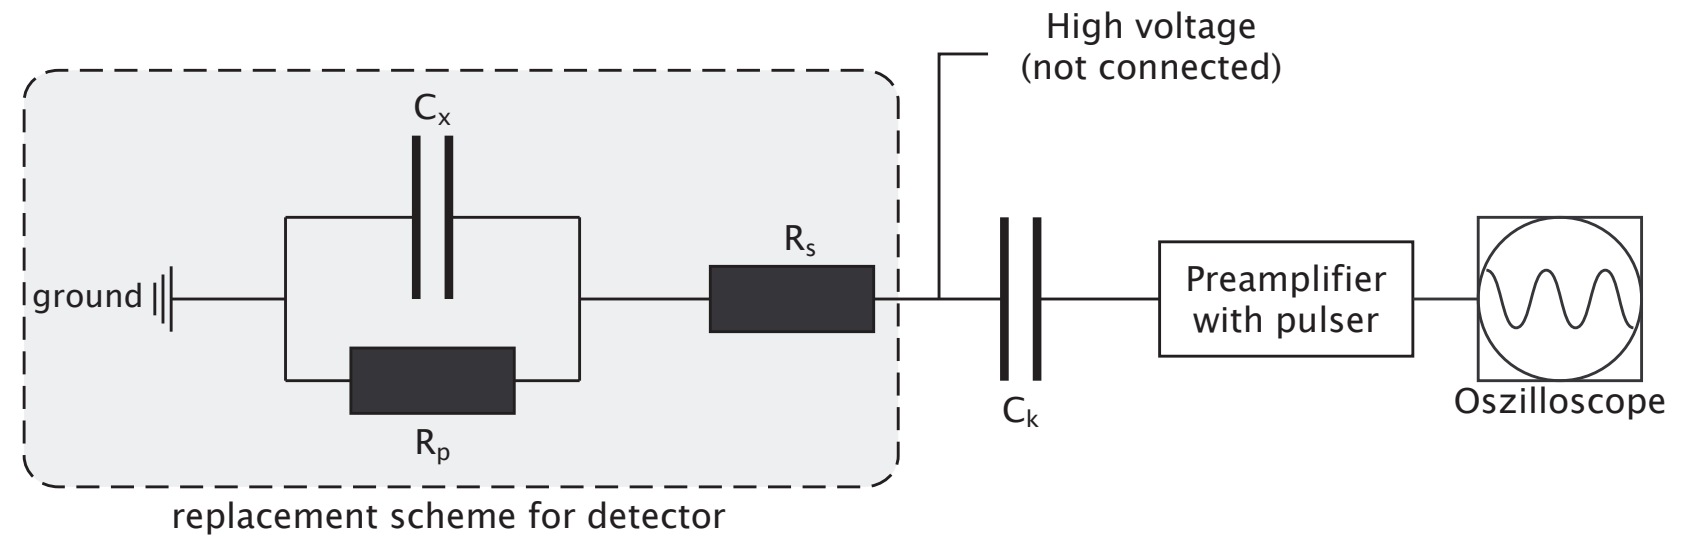 High voltage
(not connected)
Cx
Rs
ground
Preamplifier
with pulser
Oszilloscope
Ck
Rp
replacement scheme for detector